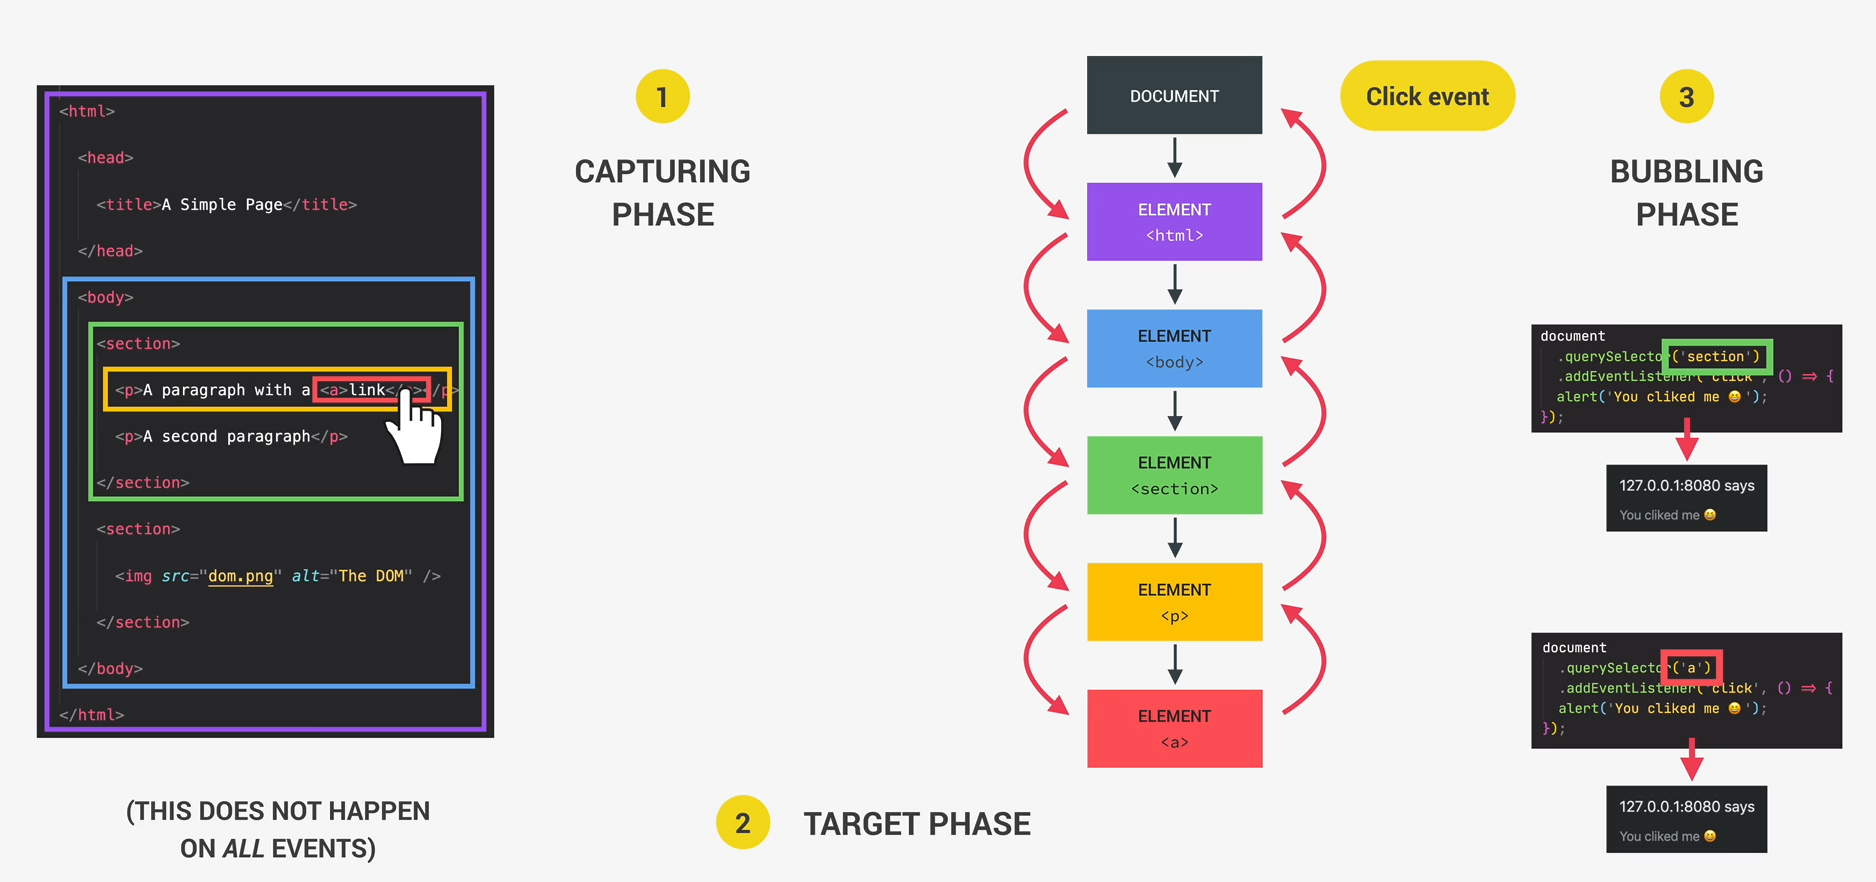 <html>
<head>
<title>A Simple Page</title>
</head>
<body>
<section>
<p>A paragraph with a <a>link</a></p>
<p>A second paragraph</p>
</section>
<section>
<img src="dom.png" alt="The DOM" />
</section>
</body>
</html>
(THIS DOES NOT HAPPEN
ON ALL EVENTS)
1
CAPTURING
PHASE
2
TARGET PHASE
DOCUMENT
ELEMENT
<html>
ELEMENT
<body>
ELEMENT
<section>
ELEMENT
<p>
ELEMENT
<a>
Click event
3
BUBBLING
PHASE
document
.querySelector('section')
.addEventListener('click', () => {
alert('You cliked me 😆');
});
127.0.0.1:8080 says
You cliked me 😆
document
.querySelector('a')
.addEventListener('click', () => {
alert('You cliked me 😆');
});
127.0.0.1:8080 says
You cliked me 😆